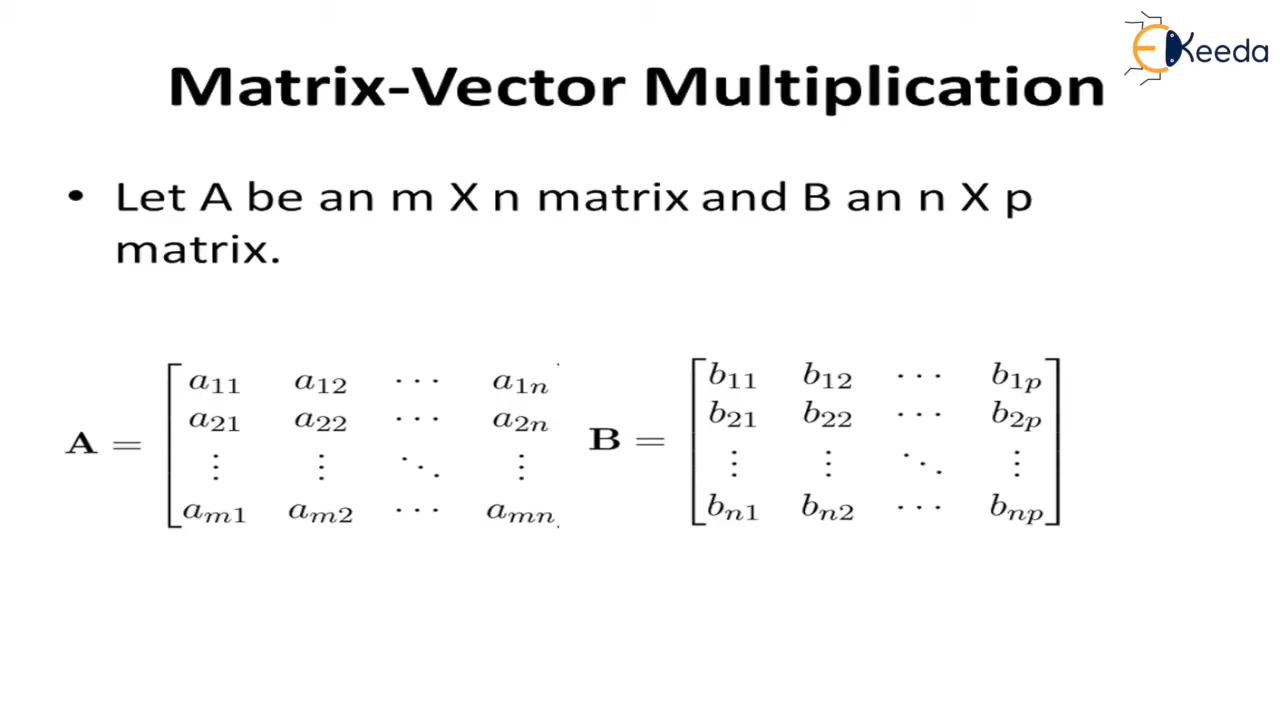 EKeeda
Matrix-Vector Multiplication
• Let A be an m X n matrix and B an n X p
matrix.
A = [ a11 a12 ⋯ a1n B = [ b11 b12 ⋯ b1p ]
a21 a22 ⋯ a2n b21 b22 ⋯ b2p
⋮ ⋮ ⋱ ⋮ ⋮ ⋮ ⋱ ⋮
am1 am2 ⋯ amn bn1 bn2 ⋯ bnp